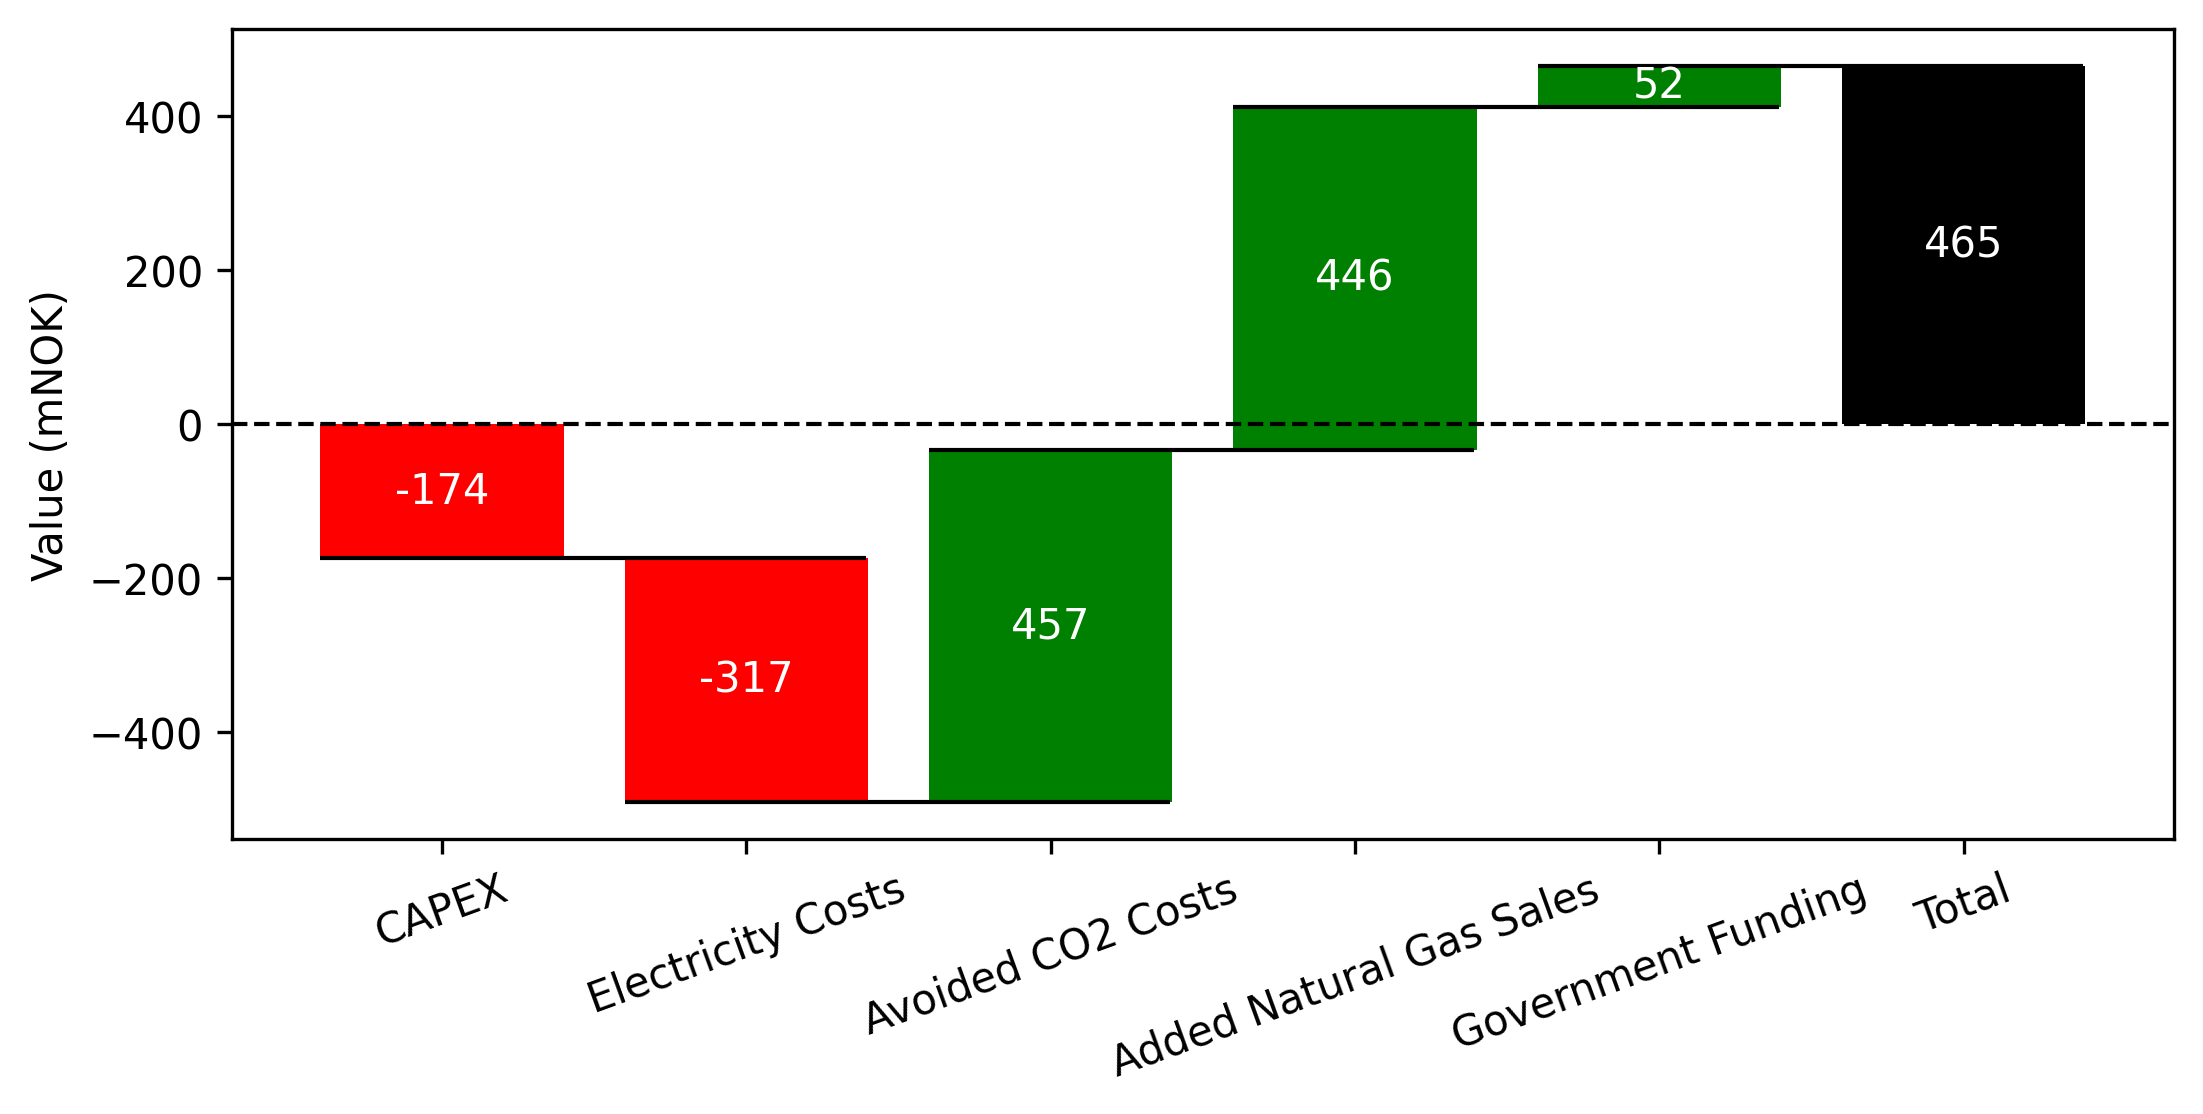 Value (mNOK)
400
200
0
−200
−400
-174
-317
457
446
52
465
CAPEX
Electricity Costs
Avoided CO2 Costs
Added Natural Gas Sales
Government Funding
Total